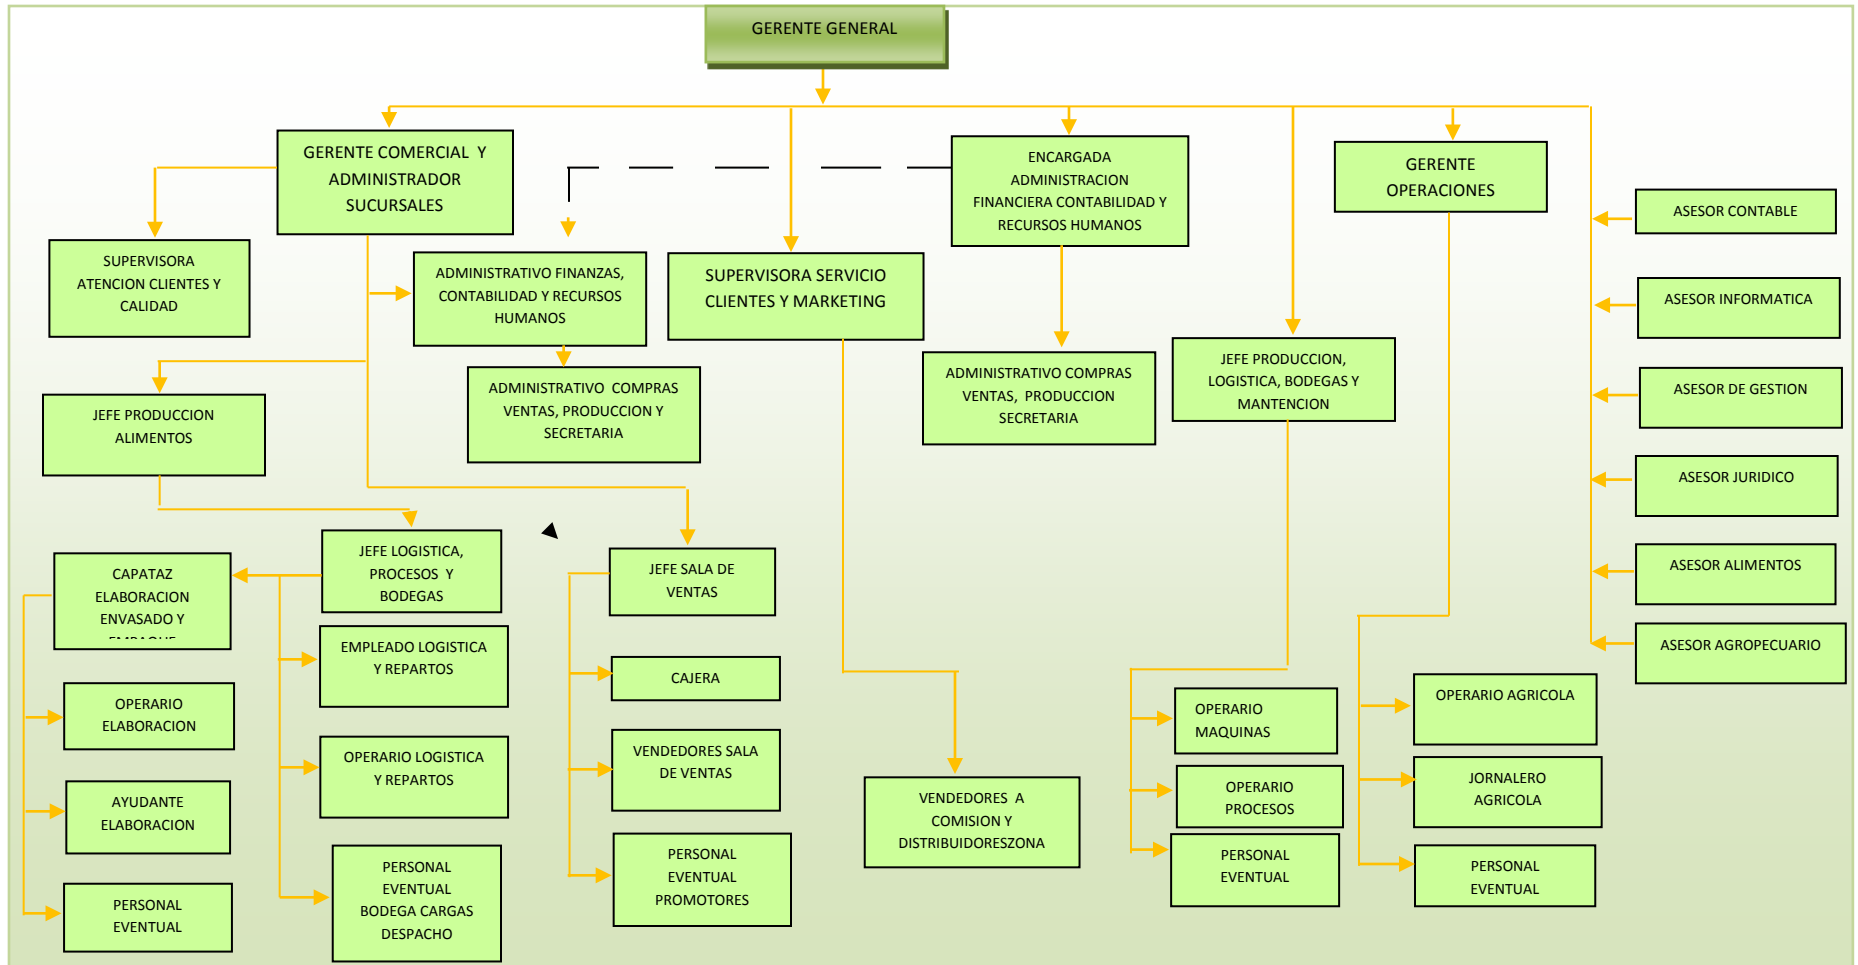 GERENTE GENERAL
GERENTE COMERCIAL Y
ADMINISTRADOR
SUCURSALES
ENCARGADA
ADMINISTRACION
FINANCIERA CONTABILIDAD Y
RECURSOS HUMANOS
GERENTE
OPERACIONES
ASESOR CONTABLE
SUPERVISORA
ATENCION CLIENTES Y
CALIDAD
ADMINISTRATIVO FINANZAS,
CONTABILIDAD Y RECURSOS
HUMANOS
SUPERVISORA SERVICIO
CLIENTES Y MARKETING
ASESOR INFORMATICA
JEFE PRODUCCION
ALIMENTOS
ADMINISTRATIVO COMPRAS
VENTAS, PRODUCCION Y
SECRETARIA
ADMINISTRATIVO COMPRAS
VENTAS, PRODUCCION
SECRETARIA
JEFE PRODUCCION,
LOGISTICA, BODEGAS Y
MANTENCION
ASESOR DE GESTION
ASESOR JURIDICO
CAPATAZ
ELABORACION
ENVASADO Y
JEFE LOGISTICA,
PROCESOS Y
BODEGAS
JEFE SALA DE
VENTAS
ASESOR ALIMENTOS
EMPLEADO LOGISTICA
Y REPARTOS
CAJERA
ASESOR AGROPECUARIO
OPERARIO
ELABORACION
OPERARIO LOGISTICA
Y REPARTOS
VENDEDORES SALA
DE VENTAS
OPERARIO
MAQUINAS
OPERARIO AGRICOLA
AYUDANTE
ELABORACION
VENDEDORES A
COMISION Y
DISTRIBUIDORESZONA
OPERARIO
PROCESOS
JORNALERO
AGRICOLA
PERSONAL
EVENTUAL
PERSONAL
EVENTUAL
BODEGA CARGAS
DESPACHO
PERSONAL
EVENTUAL
PROMOTORES
PERSONAL
EVENTUAL
PERSONAL
EVENTUAL